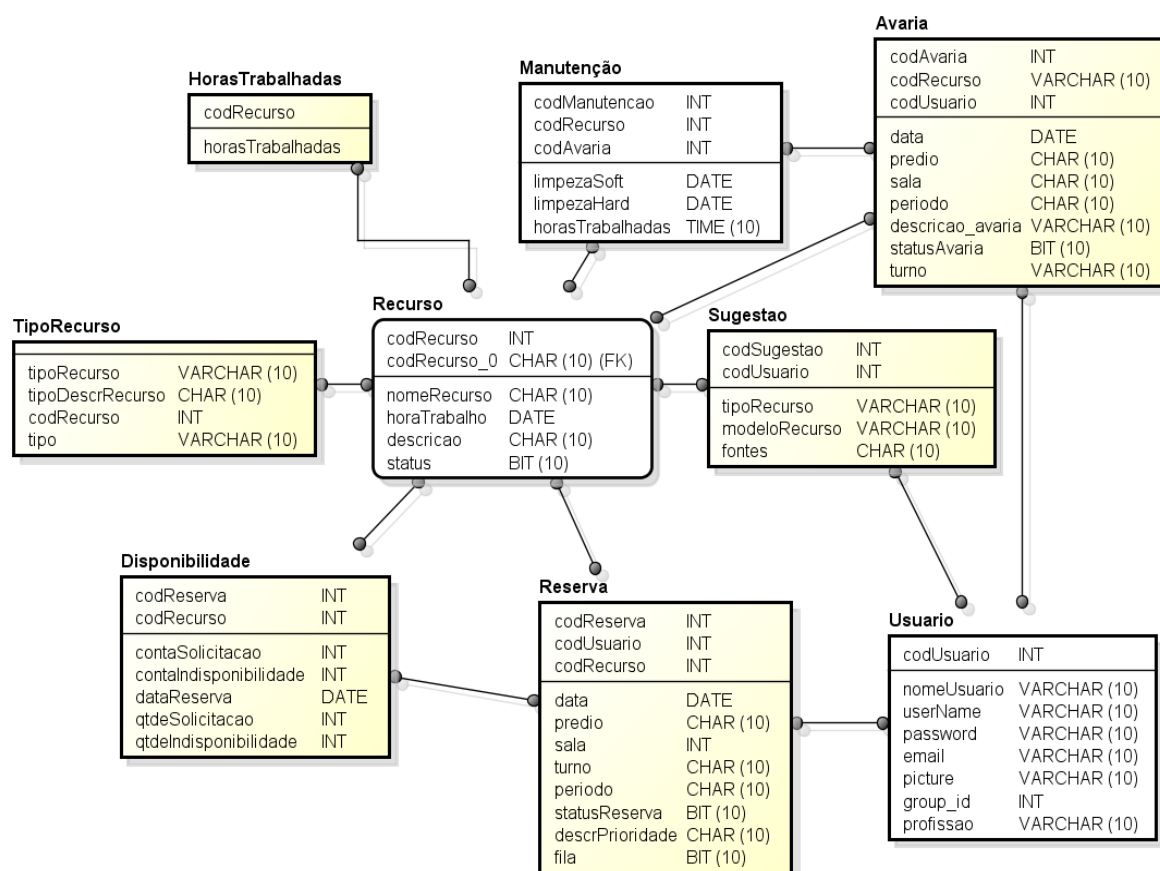 HorasTrabalhadas
codRecurso
horasTrabalhadas
Manutenção
codManutencao INT
codRecurso INT
codAvaria INT
limpezaSoft DATE
limpezaHard DATE
horasTrabalhadas TIME (10)
Avaria
codAvaria INT
codRecurso VARCHAR (10)
codUsuario INT
data DATE
predio CHAR (10)
sala CHAR (10)
periodo CHAR (10)
descricao_avaria VARCHAR (10)
statusAvaria BIT (10)
turno VARCHAR (10)
TipoRecurso
tipoRecurso VARCHAR (10)
tipoDescrRecurso CHAR (10)
codRecurso INT
tipo VARCHAR (10)
Recurso
codRecurso INT
codRecurso_0 CHAR (10) (FK)
nomeRecurso CHAR (10)
horaTrabalho DATE
descricao CHAR (10)
status BIT (10)
Sugestao
codSugestao INT
codUsuario INT
tipoRecurso VARCHAR (10)
modeloRecurso VARCHAR (10)
fontes CHAR (10)
Disponibilidade
codReserva INT
codRecurso INT
contaSolicitacao INT
contaIndisponibilidade INT
dataReserva DATE
qtdeSolicitacao INT
qtdeIndisponibilidade INT
Reserva
codReserva INT
codUsuario INT
codRecurso INT
data DATE
predio CHAR (10)
sala INT
turno CHAR (10)
periodo CHAR (10)
statusReserva BIT (10)
descrPrioridade CHAR (10)
fila BIT (10)
Usuario
codUsuario INT
nomeUsuario VARCHAR (10)
userName VARCHAR (10)
password VARCHAR (10)
email VARCHAR (10)
picture VARCHAR (10)
group_id INT
profissao VARCHAR (10)